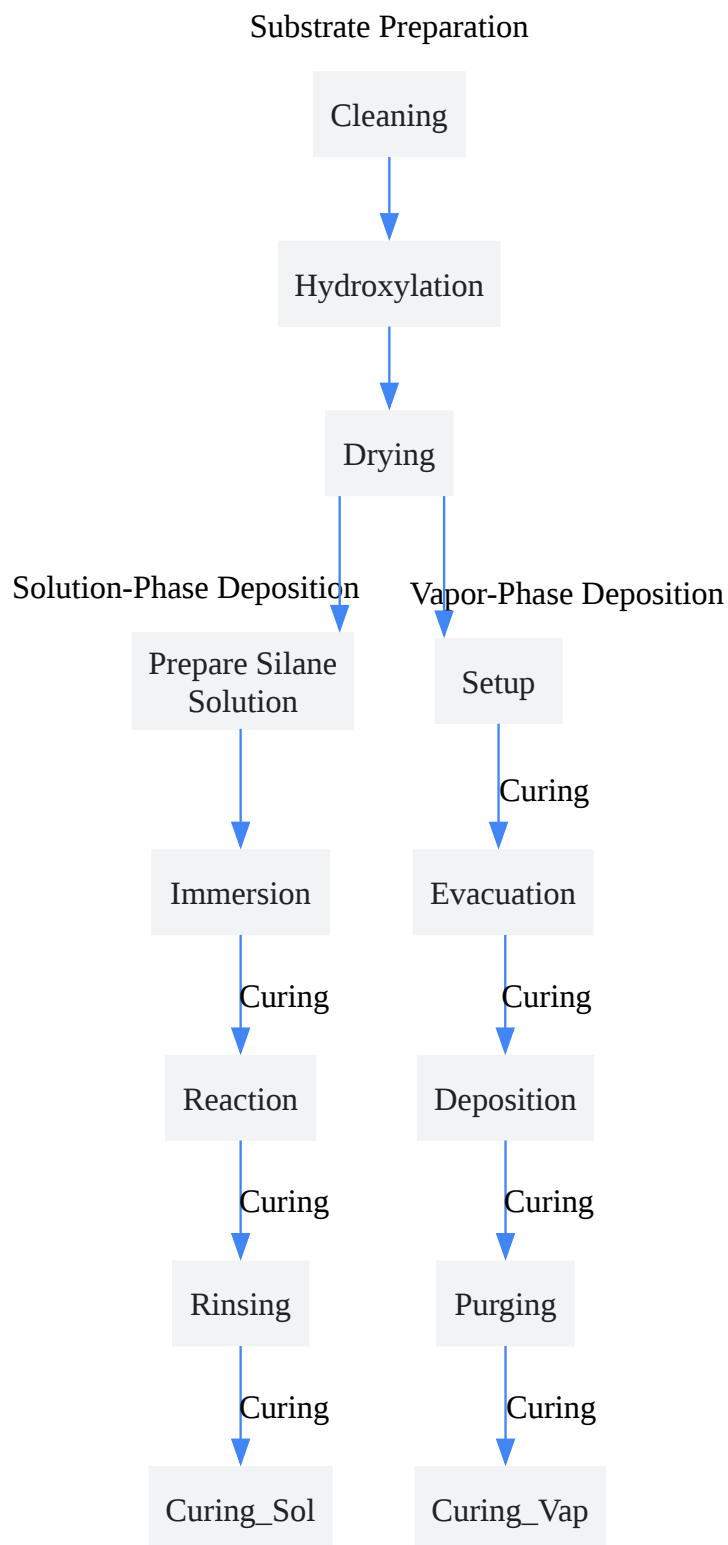 Substrate Preparation
Cleaning
Hydroxylation
Drying
Solution-Phase Deposition
Vapor-Phase Deposition
Prepare Silane
Solution
Setup
Curing
Immersion
Evacuation
Curing
Curing
Reaction
Deposition
Curing
Curing
Rinsing
Purging
Curing
Curing
Curing_Sol
Curing_Vap